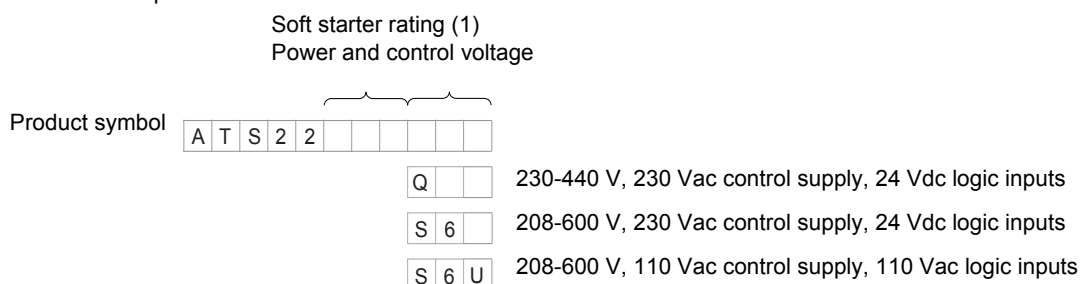 Soft starter rating (1)
Power and control voltage
Product symbol A T S 2 2
Q 230-440 V, 230 Vac control supply, 24 Vdc logic inputs
S 6 208-600 V, 230 Vac control supply, 24 Vdc logic inputs
S 6 U 208-600 V, 110 Vac control supply, 110 Vac logic inputs